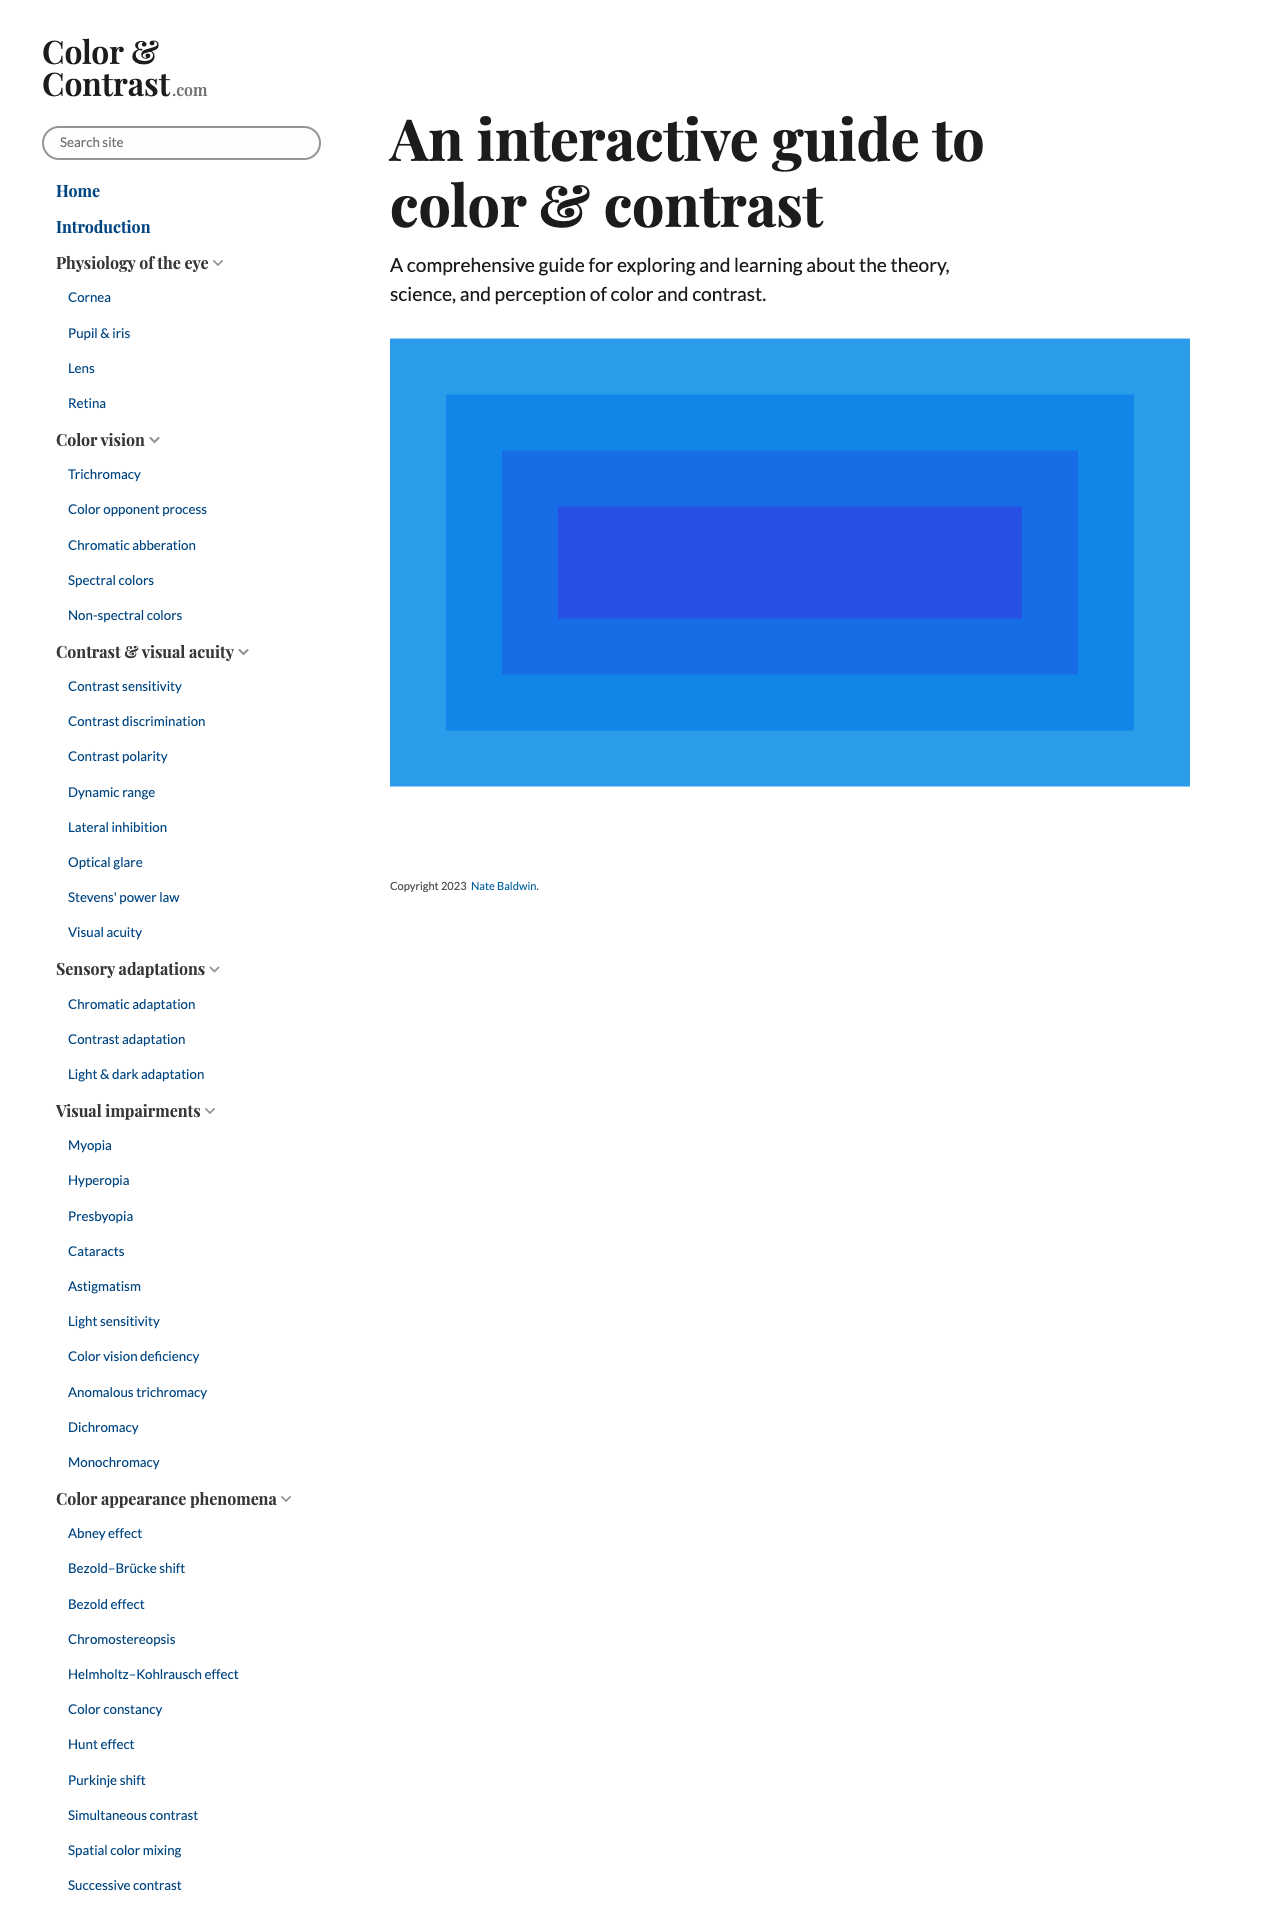 Color &
Contrast.com
Search site
Home
Introduction
Physiology of the eye
Cornea
Pupil & iris
Lens
Retina
Color vision
Trichromacy
Color opponent process
Chromatic abberation
Spectral colors
Non-spectral colors
Contrast & visual acuity
Contrast sensitivity
Contrast discrimination
Contrast polarity
Dynamic range
Lateral inhibition
Optical glare
Stevens' power law
Visual acuity
Sensory adaptations
Chromatic adaptation
Contrast adaptation
Light & dark adaptation
Visual impairments
Myopia
Hyperopia
Presbyopia
Cataracts
Astigmatism
Light sensitivity
Color vision deficiency
Anomalous trichromacy
Dichromacy
Monochromacy
Color appearance phenomena
Abney effect
Bezold–Brücke shift
Bezold effect
Chromostereopsis
Helmholtz–Kohlrausch effect
Color constancy
Hunt effect
Purkinje shift
Simultaneous contrast
Spatial color mixing
Successive contrast
An interactive guide to
color & contrast
A comprehensive guide for exploring and learning about the theory,
science, and perception of color and contrast.
Copyright 2023 Nate Baldwin.